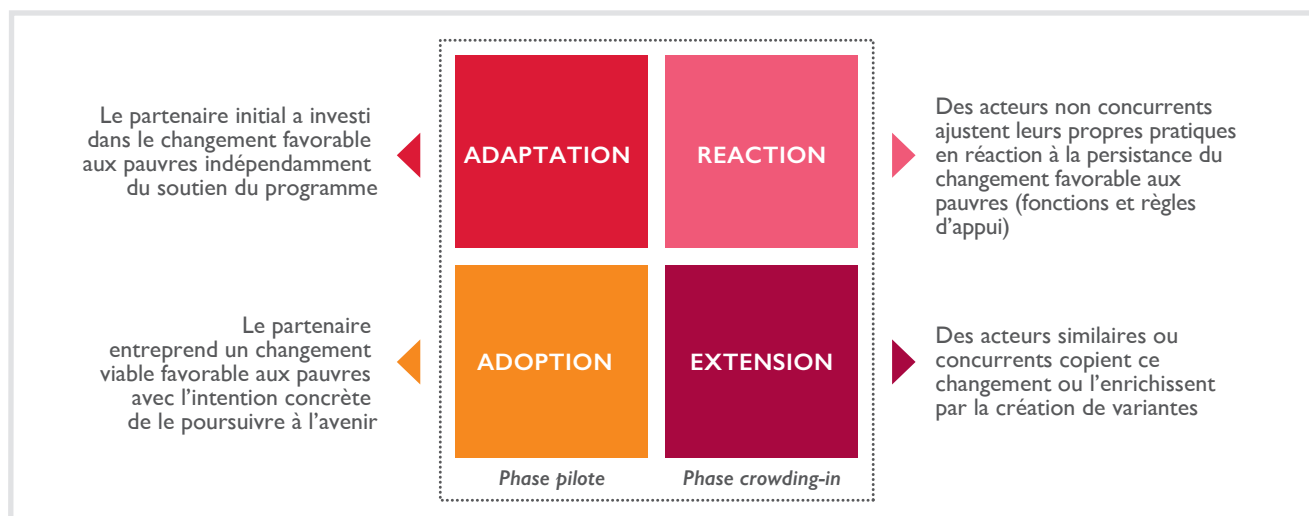 Le partenaire initial a investi
dans le changement favorable
aux pauvres indépendamment
du soutien du programme
ADAPTATION
REACTION
Des acteurs non concurrents
ajustent leurs propres pratiques
en réaction à la persistance du
changement favorable aux
pauvres (fonctions et règles
d’appui)
Le partenaire
entreprend un changement
viable favorable aux pauvres
avec l’intention concrète
de le poursuivre à l’avenir
ADOPTION
EXTENSION
Des acteurs similaires ou
concurrents copient ce
changement ou l’enrichissent
par la création de variantes
Phase pilote
Phase crowding-in